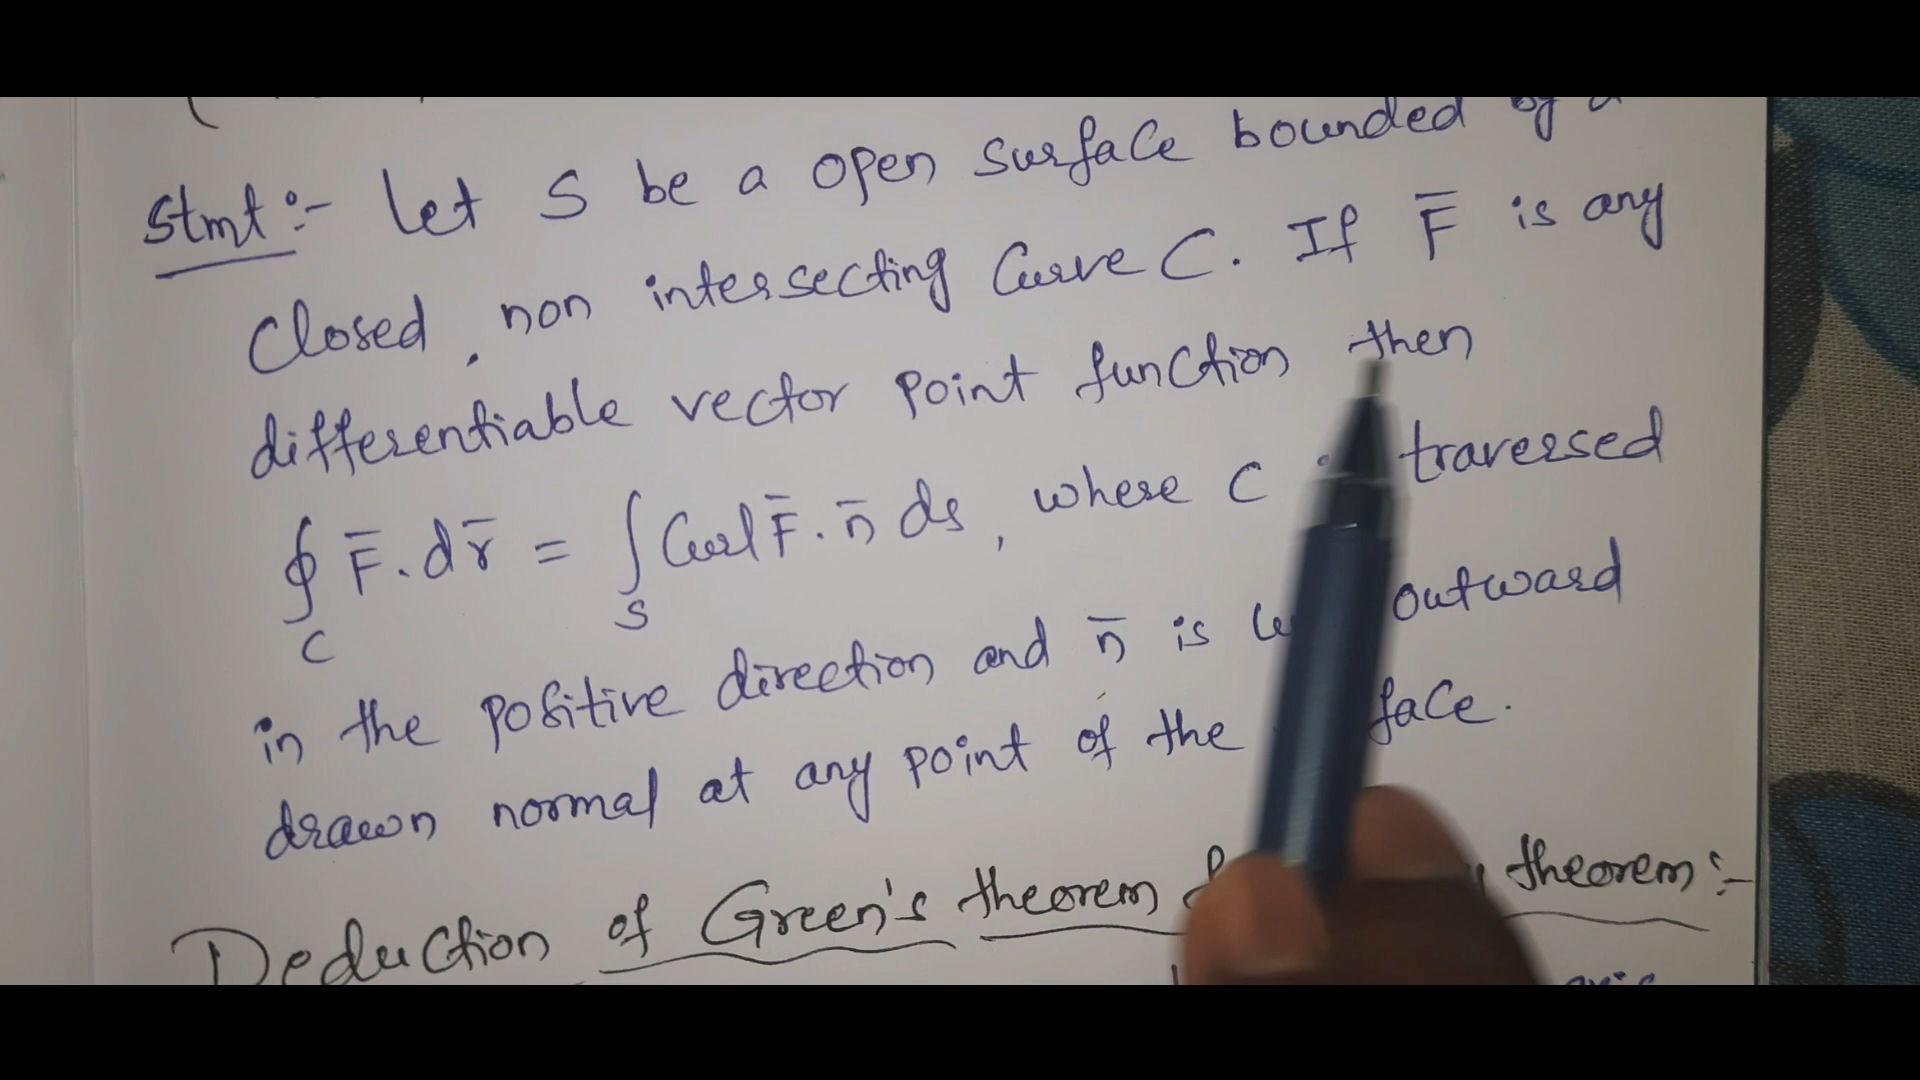 Stmt :- Let S be a open surface bounded by a
Closed, non intersecting Curve C. If F̄ is any
differentiable vector point function then
∮ F̄.dr̄ = ∫ Curl F̄.n̄ ds, where C traversed
C S
in the positive direction and n̄ is outward
drawn normal at any point of the face.
Deduction of Green's theorem theorem :-